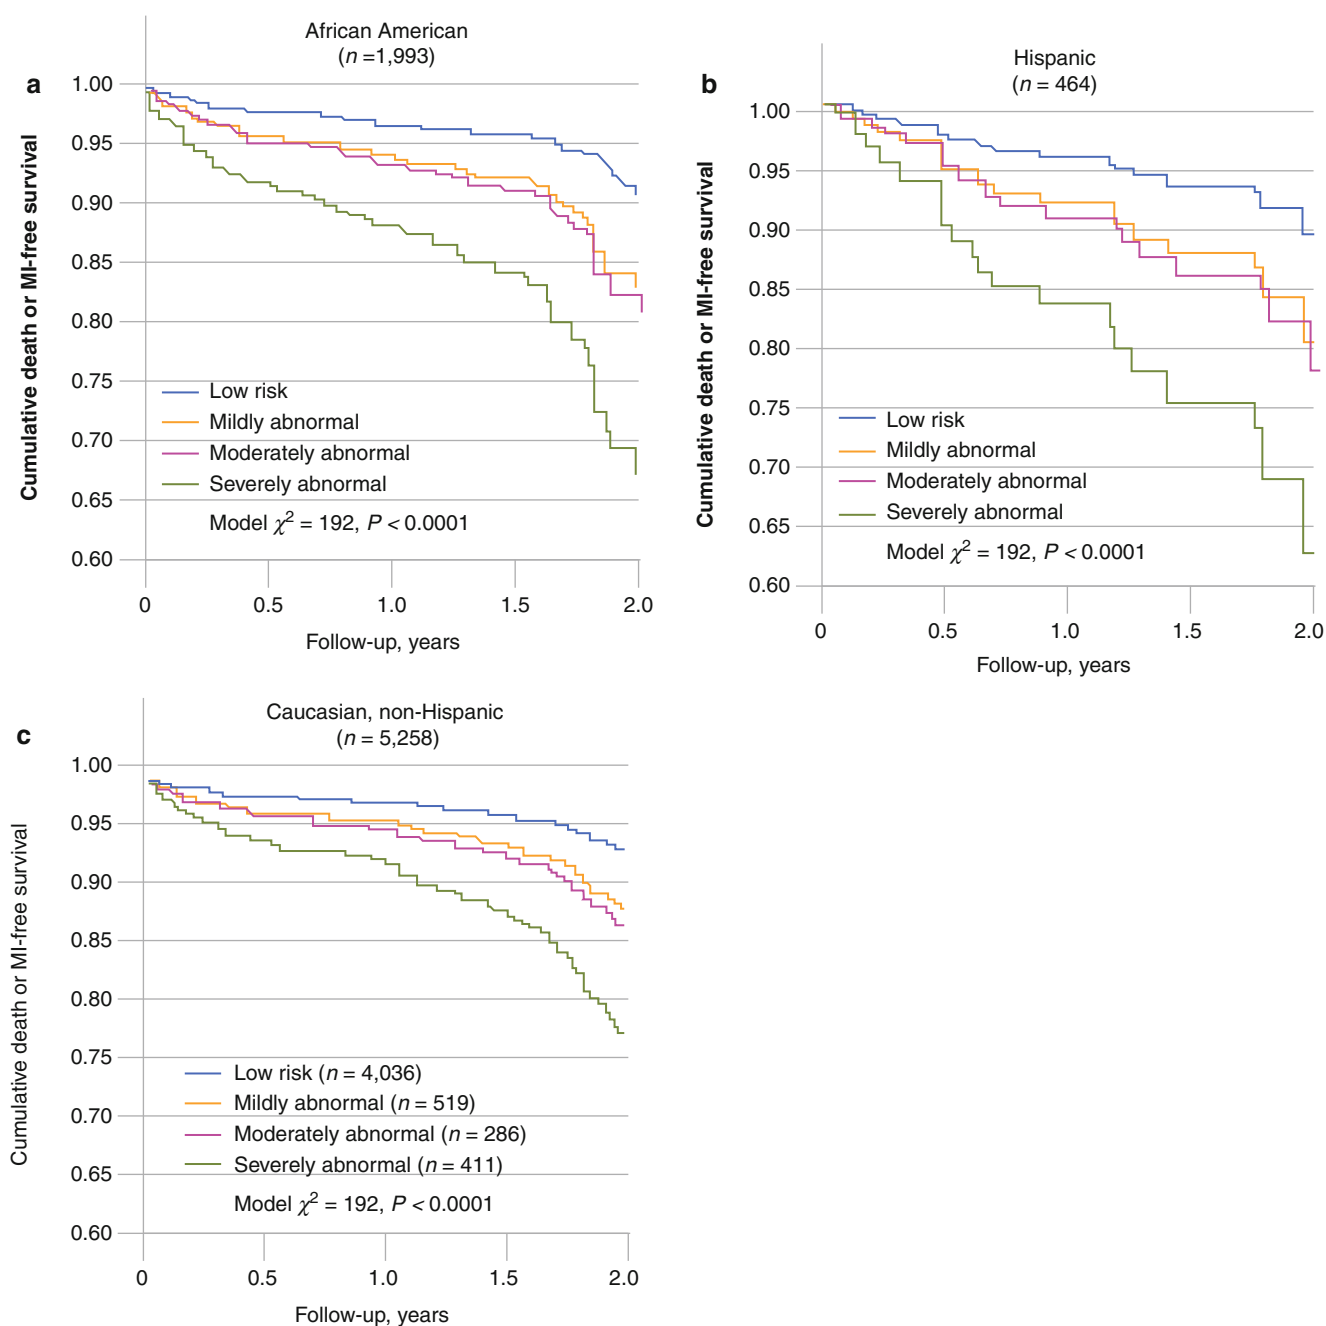 a
African American
(n =1,993)
Cumulative death or MI-free survival
1.00
0.95
0.90
0.85
0.80
0.75
0.70
0.65
0.60
Low risk
Mildly abnormal
Moderately abnormal
Severely abnormal
Model χ² = 192, P < 0.0001
0 0.5 1.0 1.5 2.0
Follow-up, years
b
Hispanic
(n = 464)
Cumulative death or MI-free survival
1.00
0.95
0.90
0.85
0.80
0.75
0.70
0.65
0.60
Low risk
Mildly abnormal
Moderately abnormal
Severely abnormal
Model χ² = 192, P < 0.0001
0 0.5 1.0 1.5 2.0
Follow-up, years
c
Caucasian, non-Hispanic
(n = 5,258)
Cumulative death or MI-free survival
1.00
0.95
0.90
0.85
0.80
0.75
0.70
0.65
0.60
Low risk (n = 4,036)
Mildly abnormal (n = 519)
Moderately abnormal (n = 286)
Severely abnormal (n = 411)
Model χ² = 192, P < 0.0001
0 0.5 1.0 1.5 2.0
Follow-up, years